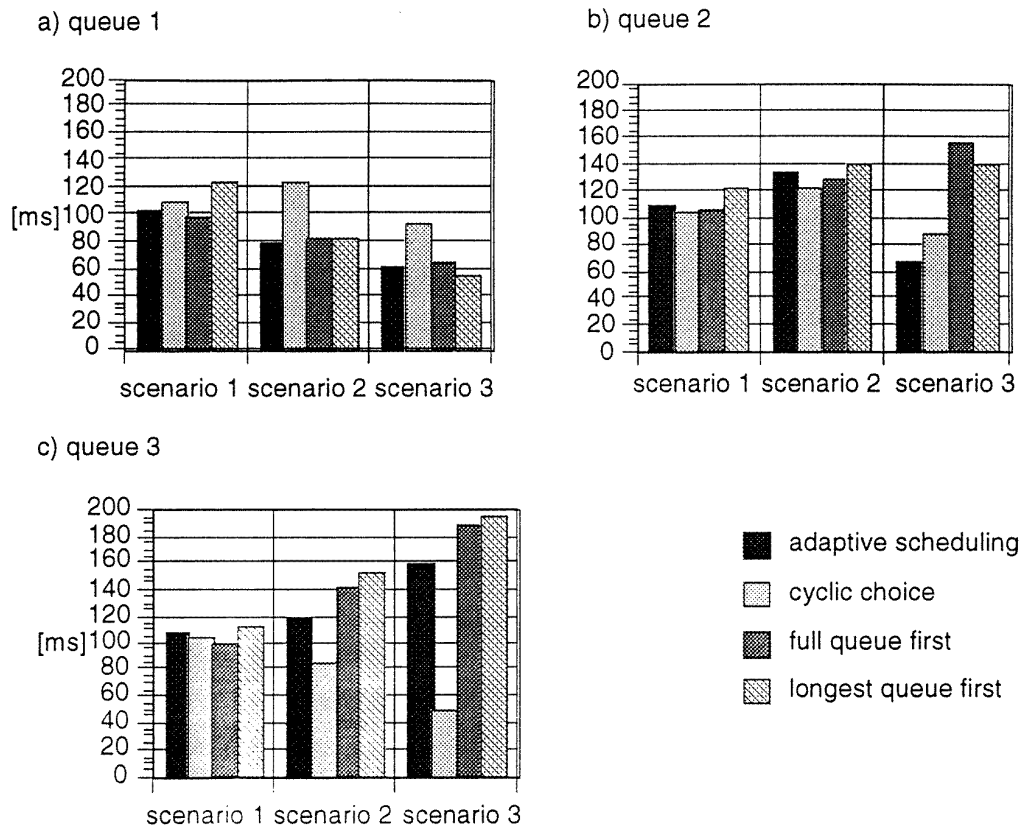 a) queue 1
200
180
160
140
120
[ms]100
80
60
40
20
0
scenario 1 scenario 2 scenario 3
b) queue 2
200
180
160
140
120
100
80
60
40
20
0
scenario 1 scenario 2 scenario 3
c) queue 3
200
180
160
140
120
[ms]100
80
60
40
20
0
scenario 1 scenario 2 scenario 3
adaptive scheduling
cyclic choice
full queue first
longest queue first